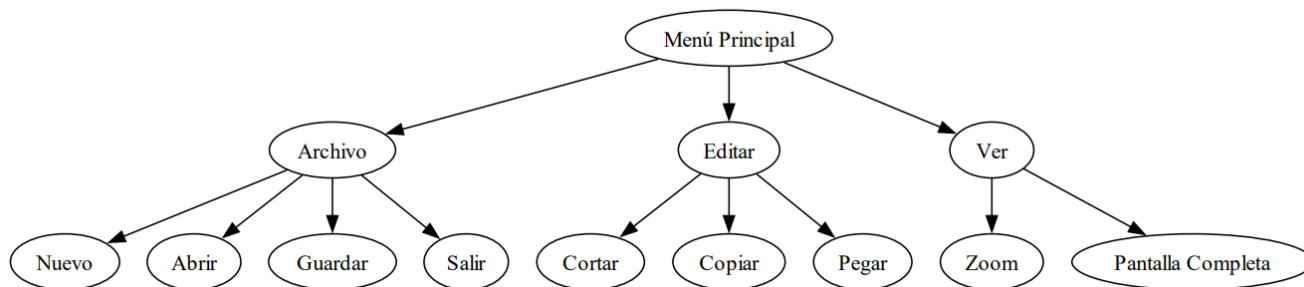 Menú Principal
Archivo
Editar
Ver
Nuevo
Abrir
Guardar
Salir
Cortar
Copiar
Pegar
Zoom
Pantalla Completa